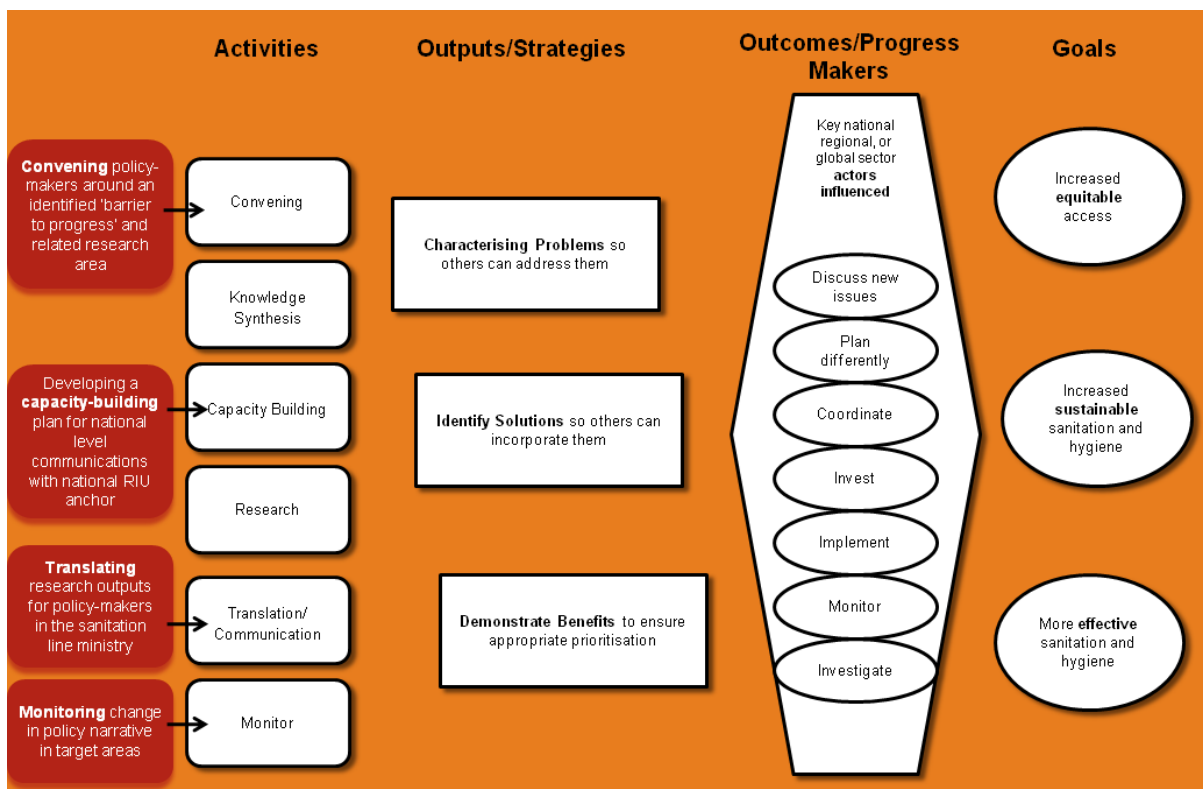 Activities
Outputs/Strategies
Outcomes/Progress
Makers
Goals
Convening policy-
makers around an
identified 'barrier
to progress' and
related research
area
Developing a
capacity-building
plan for national
level
communications
with national RIU
anchor
Translating
research outputs
for policy-makers
in the sanitation
line ministry
Monitoring change
in policy narrative
in target areas
Convening
Knowledge
Synthesis
Capacity Building
Research
Translation/
Communication
Monitor
Characterising Problems so
others can address them
Identify Solutions so others can
incorporate them
Demonstrate Benefits to ensure
appropriate prioritisation
Key national
regional, or
global sector
actors
influenced
Discuss new
issues
Plan
differently
Coordinate
Invest
Implement
Monitor
Investigate
Increased
equitable
access
Increased
sustainable
sanitation and
hygiene
More effective
sanitation and
hygiene